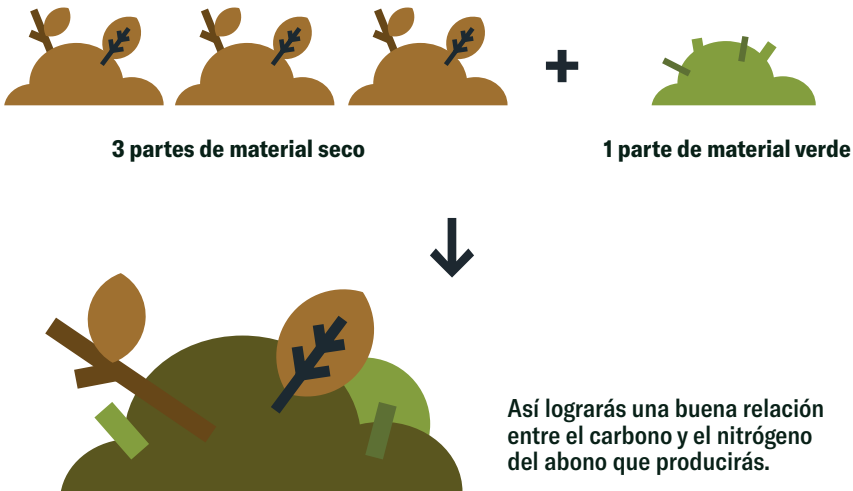 3 partes de material seco
1 parte de material verde
Así lograrás una buena relación
entre el carbono y el nitrógeno
del abono que producirás.